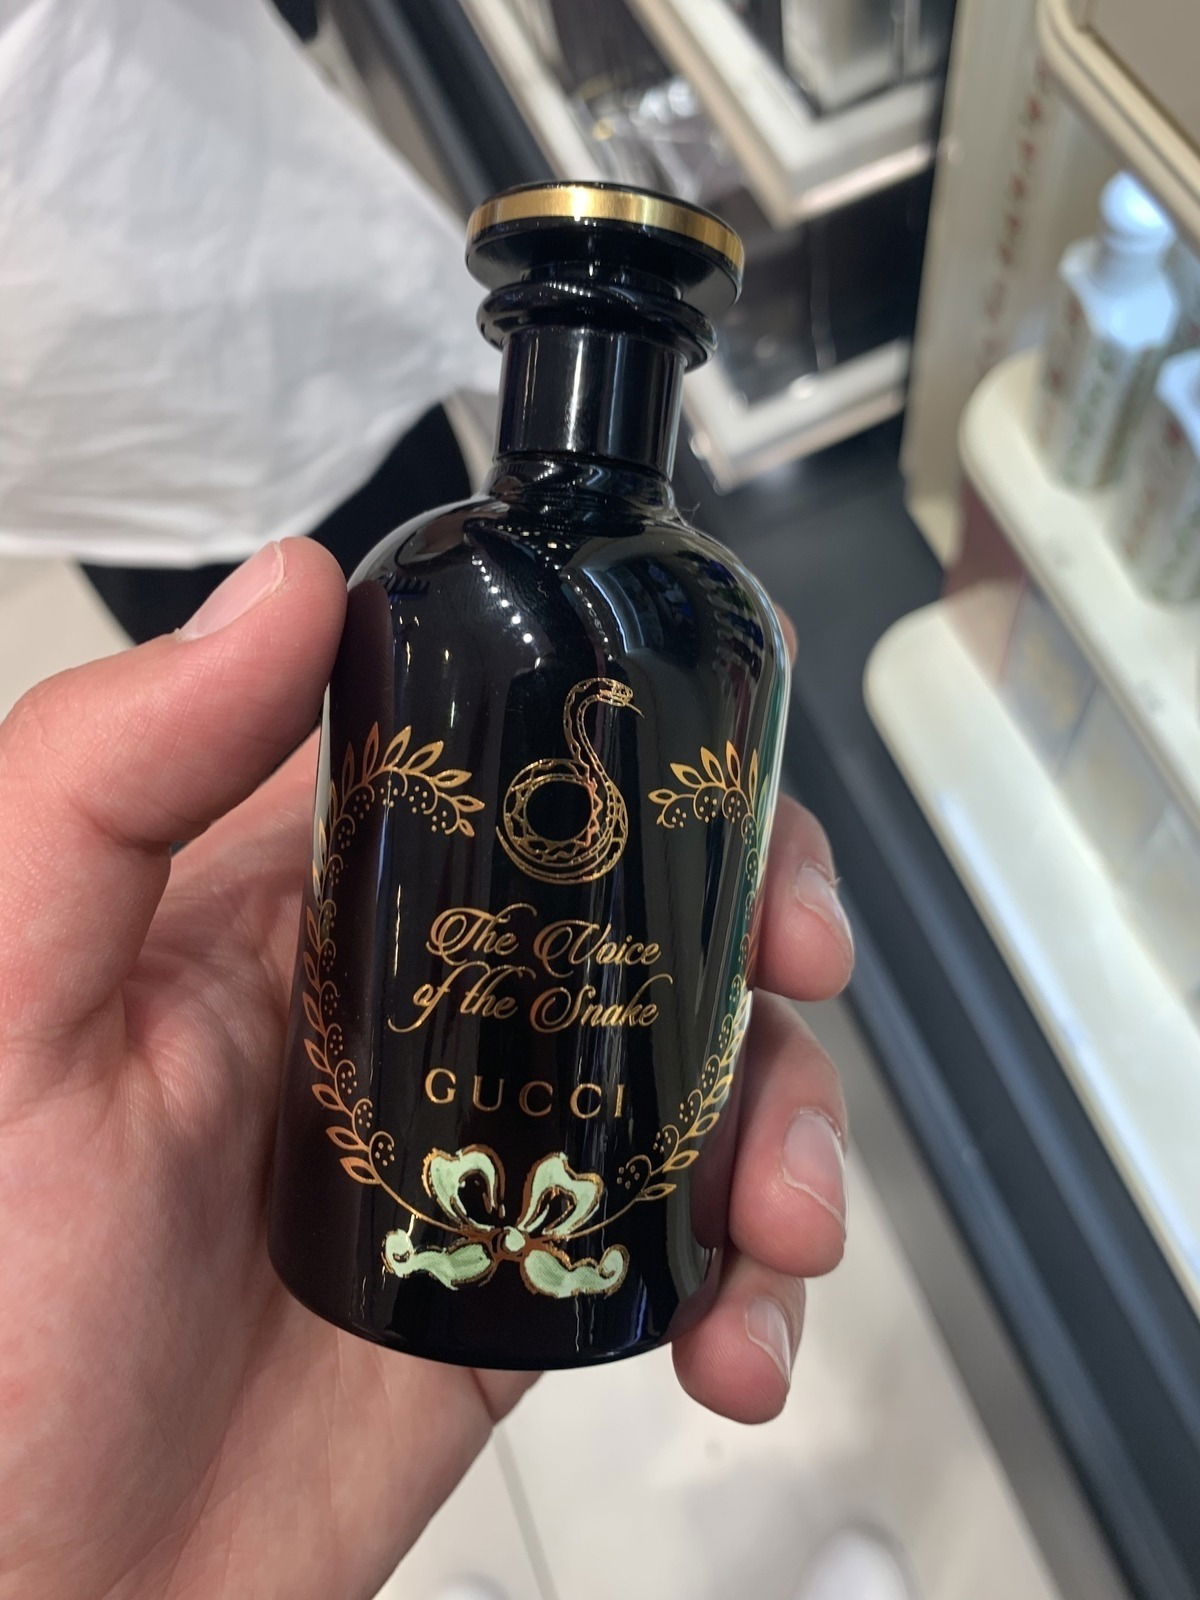 The Voice
of the Snake
GUCCI